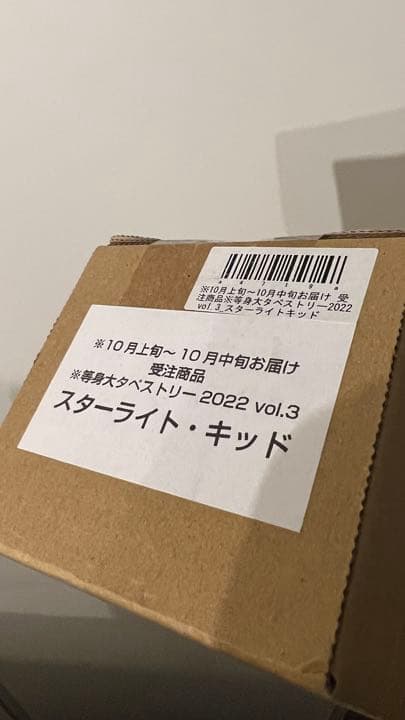 ※10月上旬～10月中旬お届け 受
注商品※等身大タペストリー2022
vol. 3_スターライトキッド
※10月上旬～10月中旬お届け
受注商品
※等身大タペストリー2022 vol.3
スターライト・キッド